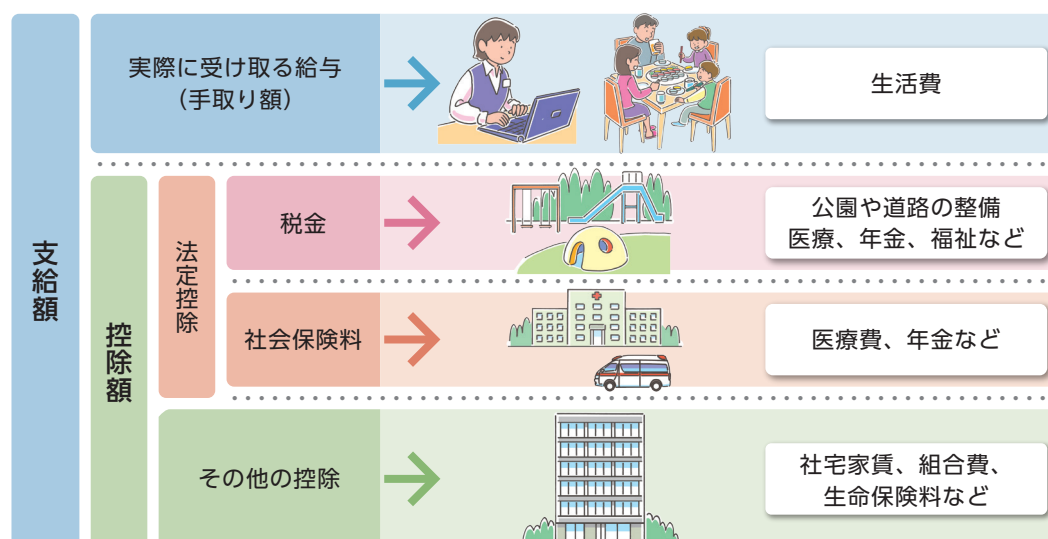 支給額
実際に受け取る給与
(手取り額)
生活費
控除額
法定控除
税金
公園や道路の整備
医療、年金、福祉など
社会保険料
医療費、年金など
その他の控除
社宅家賃、組合費、
生命保険料など